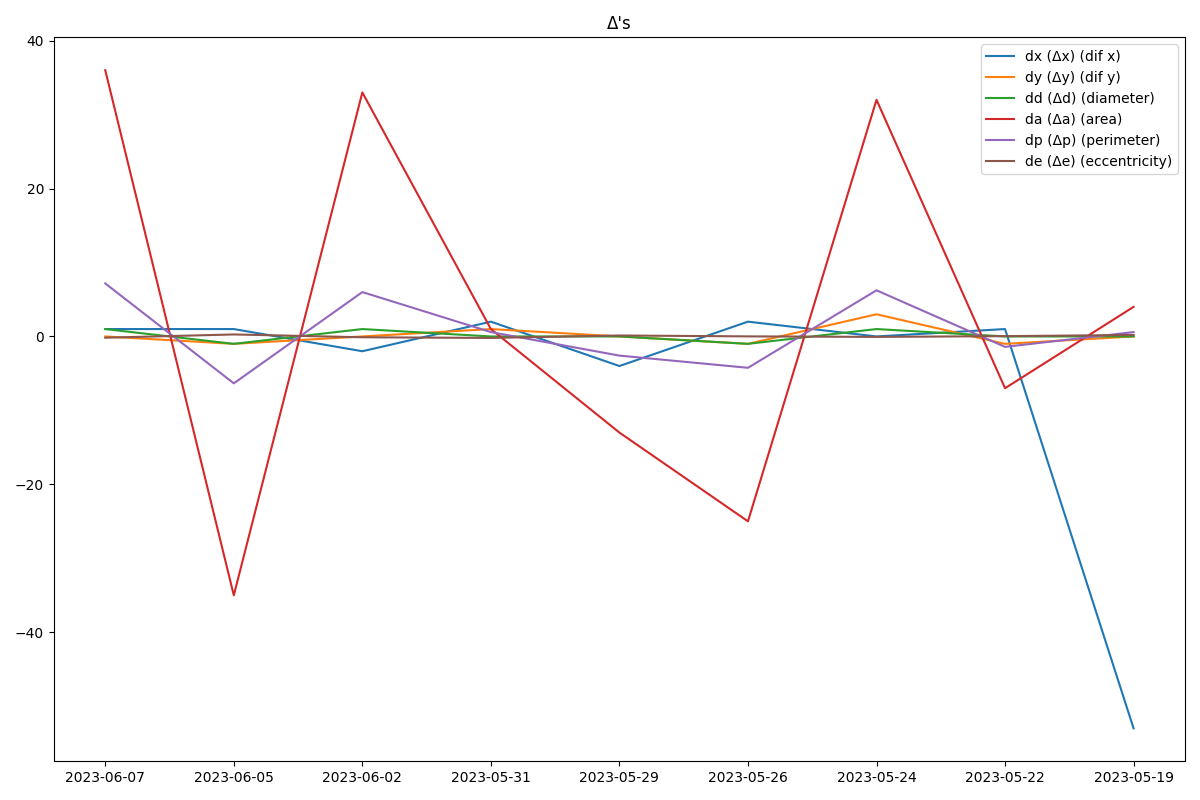 Δ's
dx (Δx) (dif x)
dy (Δy) (dif y)
dd (Δd) (diameter)
da (Δa) (area)
dp (Δp) (perimeter)
de (Δe) (eccentricity)
40
20
0
−20
−40
2023-06-07 2023-06-05 2023-06-02 2023-05-31 2023-05-29 2023-05-26 2023-05-24 2023-05-22 2023-05-19